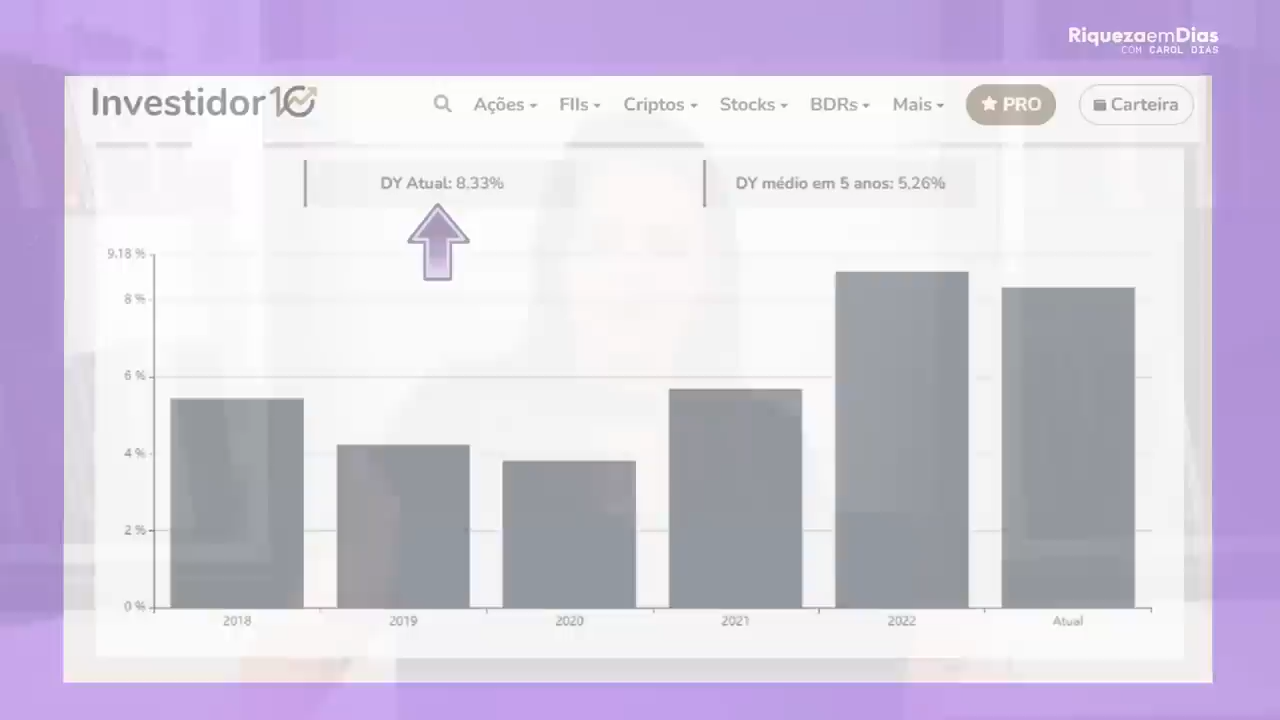 RiquezaemDias
COM CAROL DIAS
Investidor10
Ações
FIIs
Criptos
Stocks
BDRs
Mais
PRO
Carteira
DY Atual: 8.33%
DY médio em 5 anos: 5,26%
9,18 %
8 %
6 %
4 %
2 %
0 %
2018
2019
2020
2021
2022
Atual